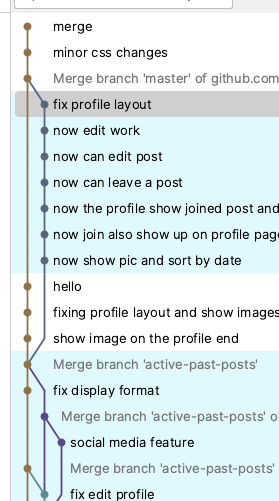 merge
minor css changes
Merge branch 'master' of github.com
fix profile layout
now edit work
now can edit post
now can leave a post
now the profile show joined post and
now join also show up on profile pag
now show pic and sort by date
hello
fixing profile layout and show images
show image on the profile end
Merge branch 'active-past-posts'
fix display format
Merge branch 'active-past-posts' o
social media feature
Merge branch 'active-past-posts'
fix edit profile